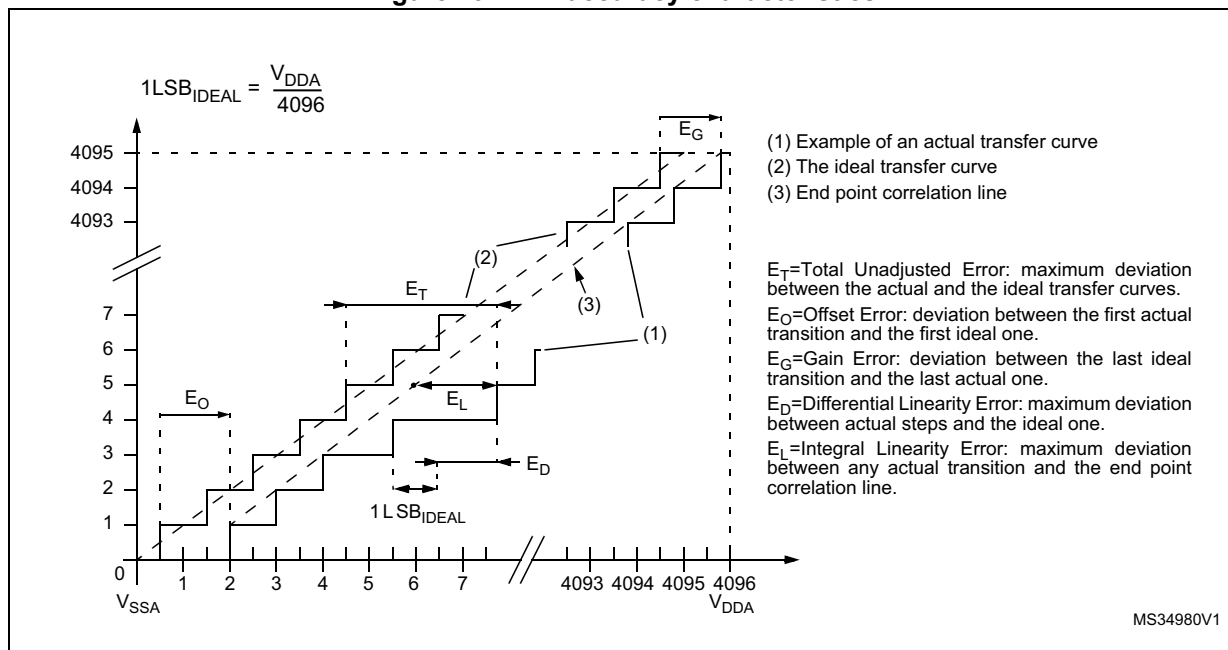 1LSB_IDEAL = V_DDA
4096
E_G
4095
4094
4093
(1) Example of an actual transfer curve
(2) The ideal transfer curve
(3) End point correlation line
(2)
E_T
(3)
(1)
7
6
5
4
3
2
1
0
E_O
E_L
E_D
1 L SB_IDEAL
E_T=Total Unadjusted Error: maximum deviation
between the actual and the ideal transfer curves.
E_O=Offset Error: deviation between the first actual
transition and the first ideal one.
E_G=Gain Error: deviation between the last ideal
transition and the last actual one.
E_D=Differential Linearity Error: maximum deviation
between actual steps and the ideal one.
E_L=Integral Linearity Error: maximum deviation
between any actual transition and the end point
correlation line.
1 2 3 4 5 6 7 4093 4094 4095 4096
V_SSA
V_DDA
MS34980V1